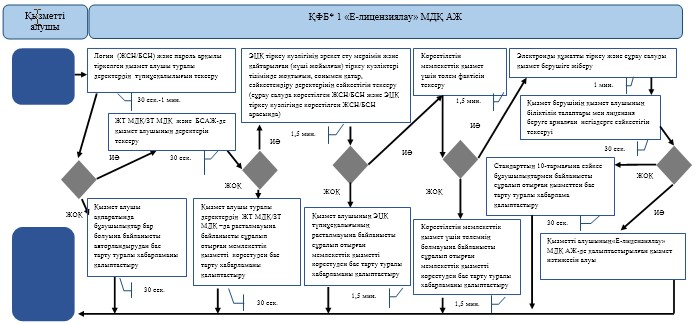 Қызметті
алушы
ҚФБ* 1 «Е-лицензиялау» МДҚ АЖ
Логин (ЖСН/БСН) және пароль арқылы
тіркелген қызмет алушы туралы
деректердің түпнұсқалылығын тексеру
30 сек.-1 мин.
ЖТ МДҚ/ЗТ МДҚ және БСАЖ-де
қызмет алушының деректерін
тексеру
30 сек.
ИӘ
ЖОҚ
Қызмет алушы
ақпаратында
бұзушылықтар бар
болуына байланысты
авторландырудан бас
тарту туралы хабарламаны
қалыптастыру
30 сек.
ЭЦҚ тіркеу куәлігінің әрекет ету мерзімін және
қайтарылған (күші жойылған) тіркеу куәліктері
тізімінде жоқтығын, сонымен қатар,
сәйкестендіру деректерінің сәйкестігін тексеру
(сұрау салуда көрсетілген ЖСН/БСН және ЭЦҚ
тіркеу куәлігінде көрсетілген ЖСН/БСН
арасында)
1,5 мин.
ИӘ
ЖОҚ
Қызмет алушы туралы
деректердің ЖТ МДҚ/ЗТ
МДҚ –да расталмауына
байланысты сұралып
отырған мемлекеттік
қызметті көрсетуден бас
тарту туралы хабарламаны
қалыптастыру
30 сек.
Көрсетілетін
мемлекеттік қызмет
үшін төлем фактісін
тексеру
1,5 мин.
ИӘ
ЖОҚ
Қызмет алушының ЭЦҚ
түпнұсқалығының
расталмауына байланысты
сұралып отырған
мемлекеттік қызметті
көрсетуден бас тарту туралы
хабарламаны қалыптастыру
1,5 мин.
Электронды құжатты тіркеу және сұрау салуды
қызмет берушіге жіберу
1 мин.
ИӘ
ЖОҚ
Көрсетілетін мемлекеттік
қызмет үшін төлемнің
болмауына байланысты
сұралып отырған
мемлекеттік қызметті
көрсетуден бас тарту туралы
хабарламаны қалыптастыру
1,5 мин.
Қызмет берушінің қызмет алушының
біліктілік талаптары мен лицензия
беруге арналған негіздерге сәйкестігін
тексеруі
30 сек.
ЖОҚ
Стандарттың 10-тармағына сәйкес
бұзушылықтармен байланысты
сұралып отырған қызметтен бас
тарту туралы хабарлама
қалыптастыру
30 сек.
ИӘ
Қызметті алушының«Е-лицензиялау»
МДҚ АЖ-де қалыптастырылған қызмет
нәтижесін алуы